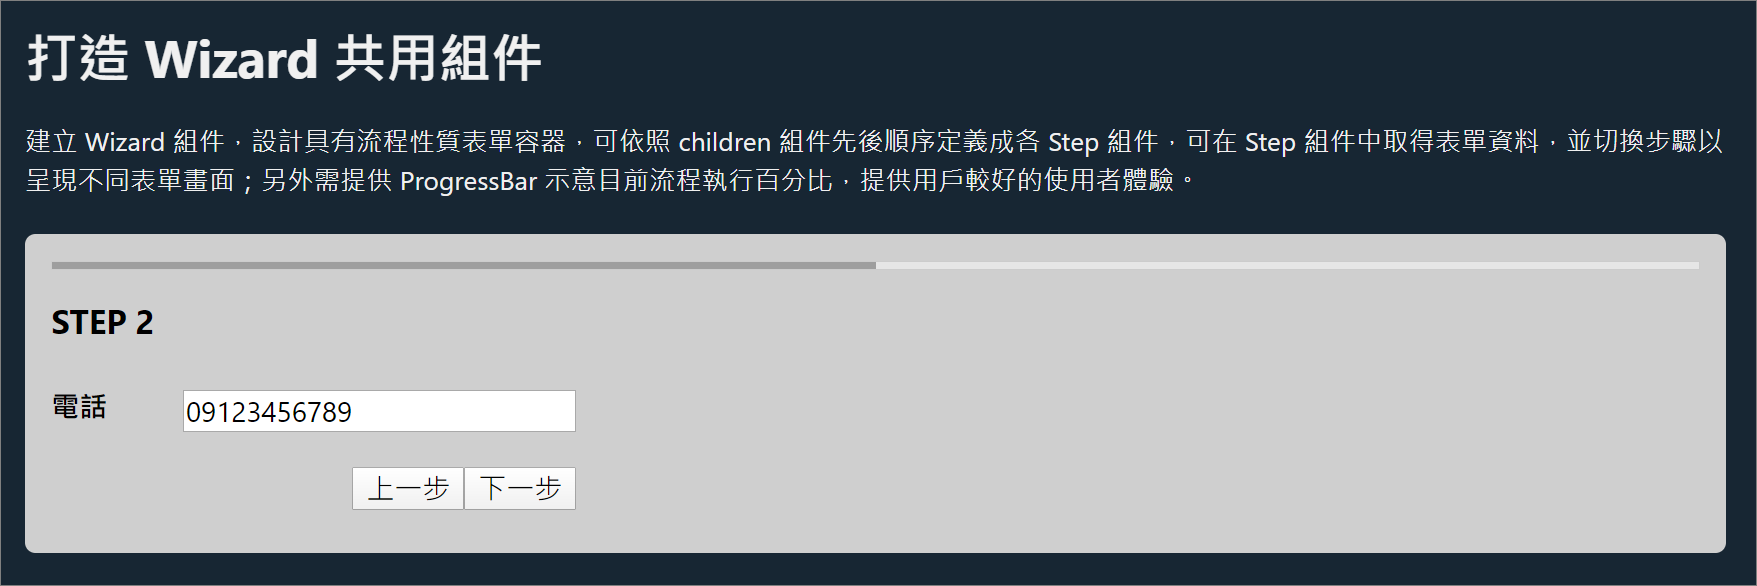 打造 Wizard 共用組件
建立 Wizard 組件，設計具有流程性質表單容器，可依照 children 組件先後順序定義成各 Step 組件，可在 Step 組件中取得表單資料，並切換步驟以
呈現不同表單畫面；另外需提供 ProgressBar 示意目前流程執行百分比，提供用戶較好的使用者體驗。
STEP 2
電話 09123456789
上一步 下一步